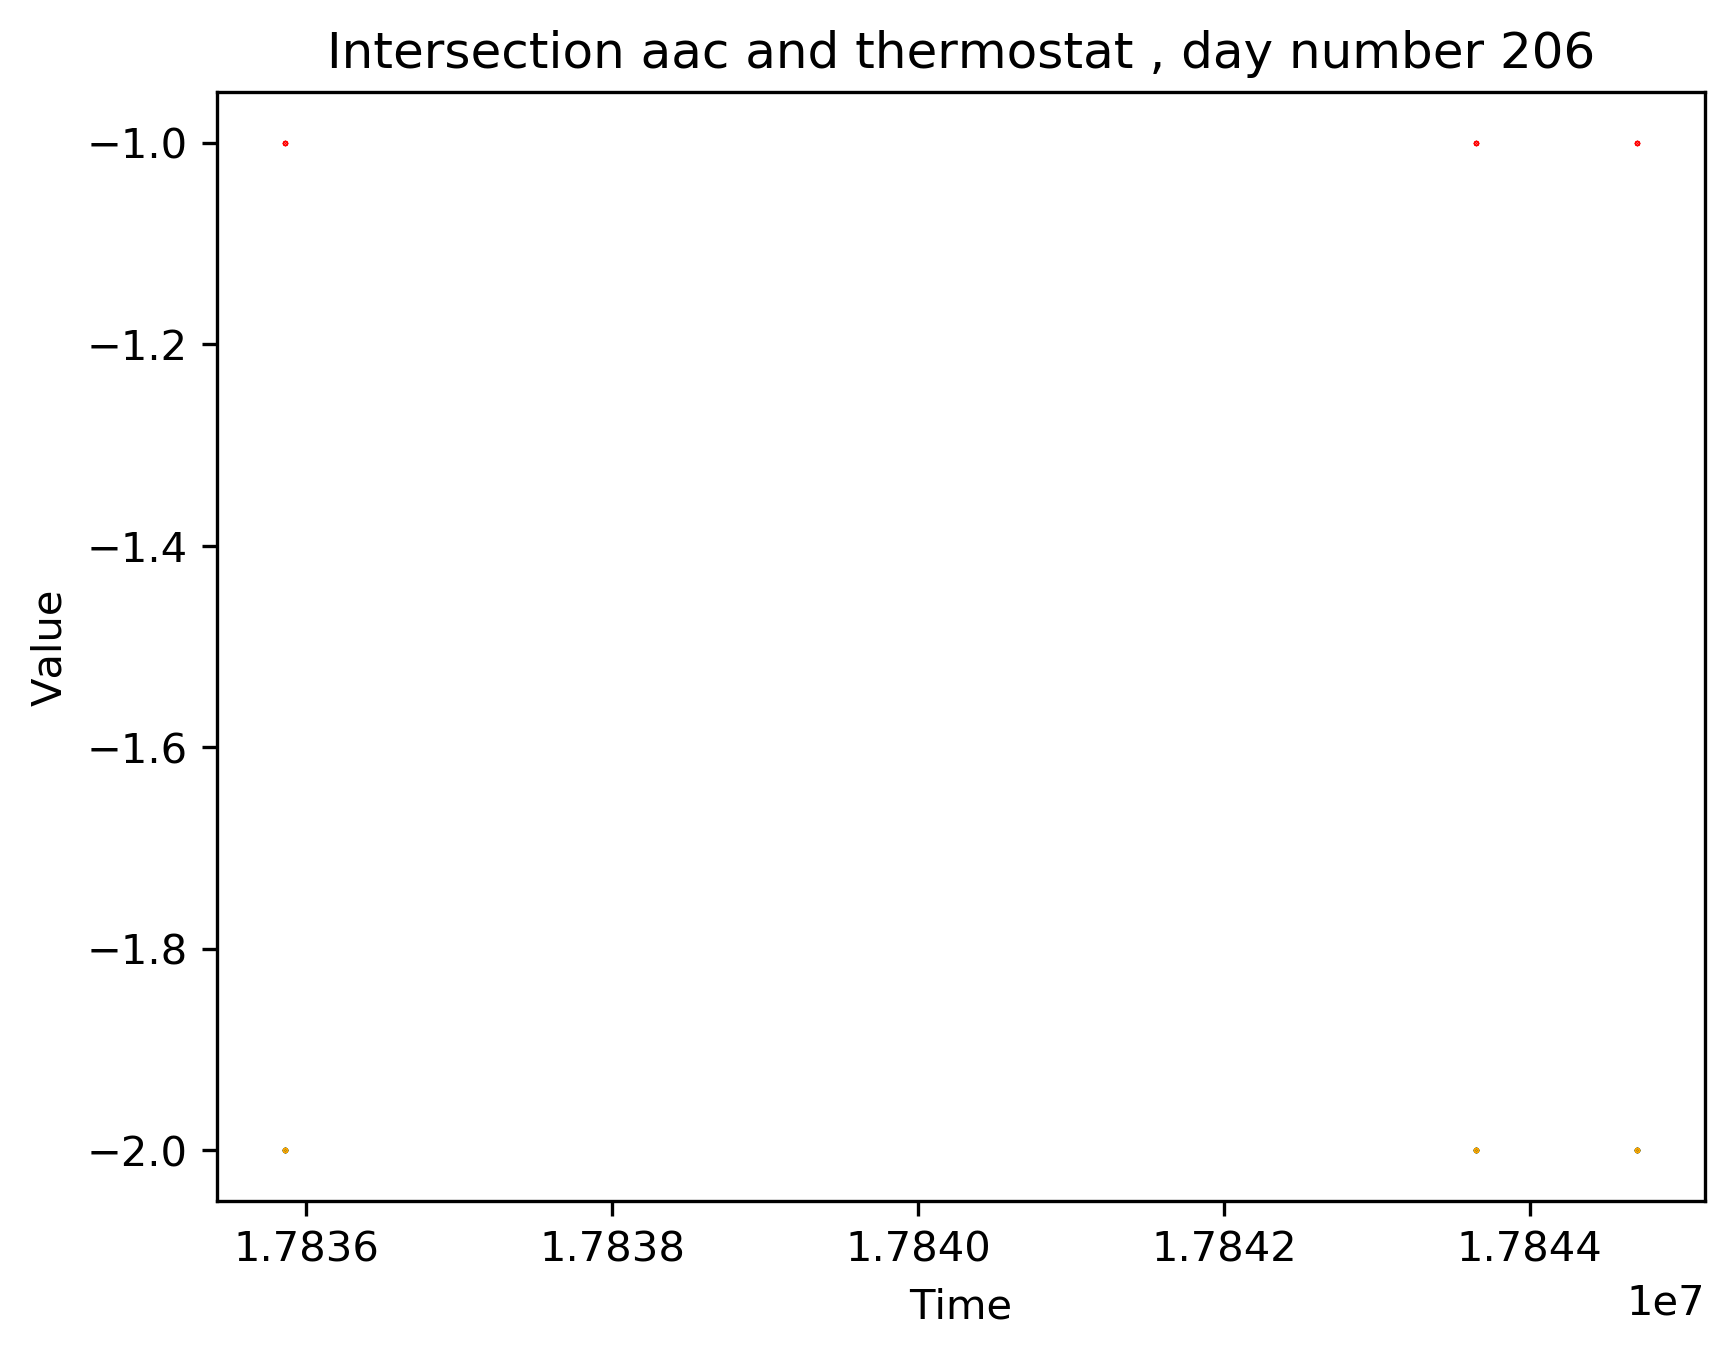 Intersection aac and thermostat , day number 206
−1.0
−1.2
−1.4
−1.6
−1.8
−2.0
Value
1.7836 1.7838 1.7840 1.7842 1.7844
1e7
Time